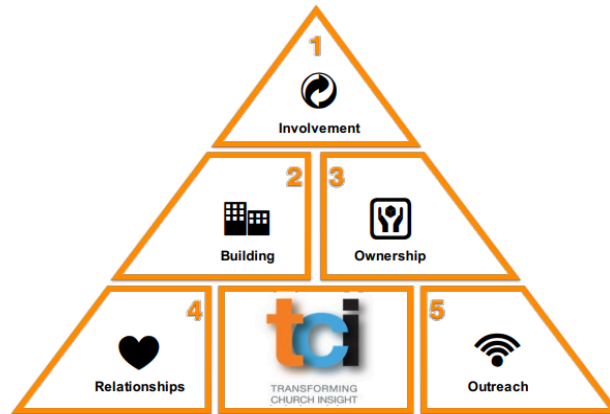 1
Involvement
2
3
Building
Ownership
4
5
tci
Relationships
TRANSFORMING
CHURCH INSIGHT
Outreach